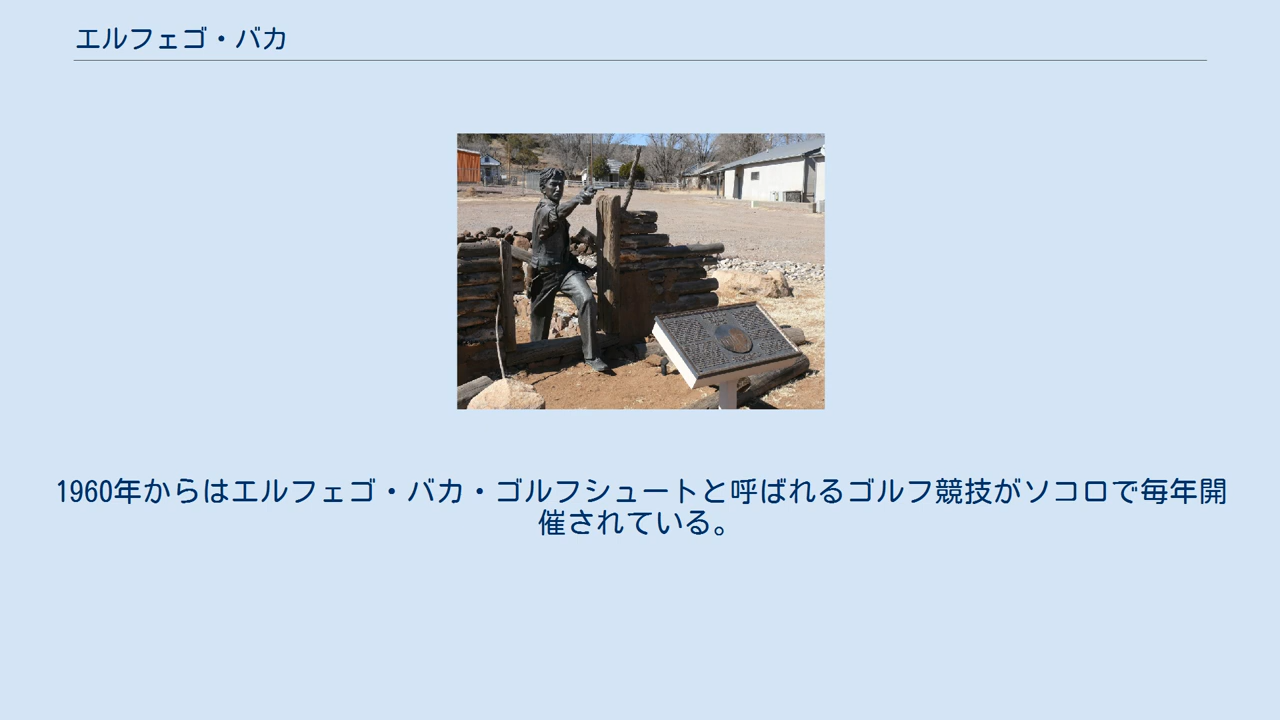 エルフェゴ・バカ
1960年からはエルフェゴ・バカ・ゴルフシュートと呼ばれるゴルフ競技がソコロで毎年開
催されている。